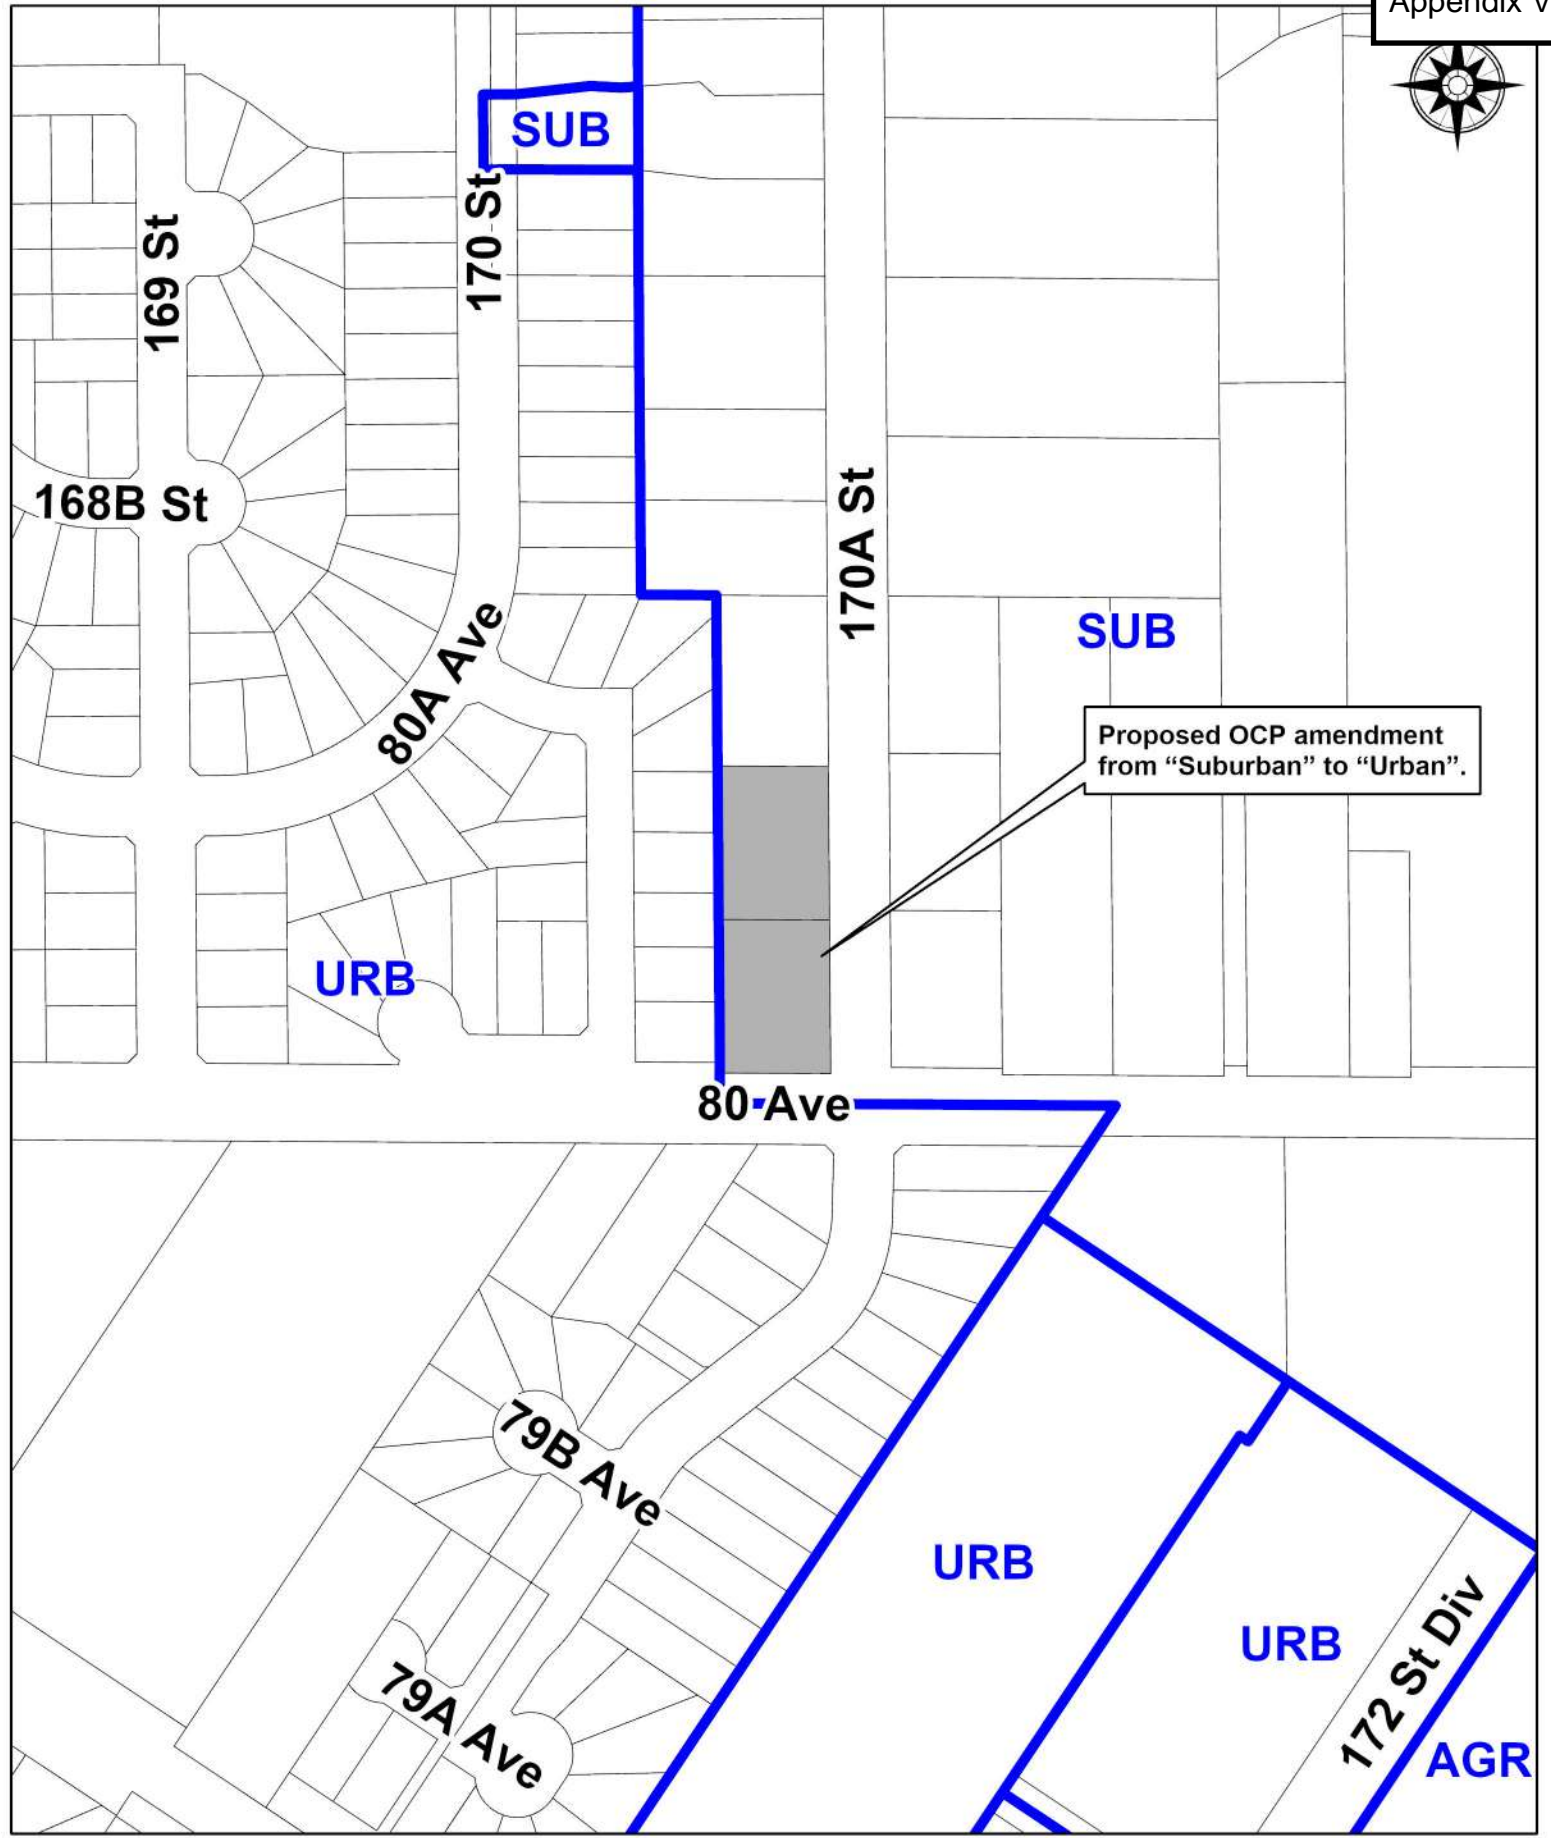 Appendix V
SUB
170 St
169 St
168B St
170A St
80A Ave
SUB
Proposed OCP amendment
from “Suburban” to “Urban”.
URB
80 Ave
79B Ave
URB
URB
172 St Div
79A Ave
AGR